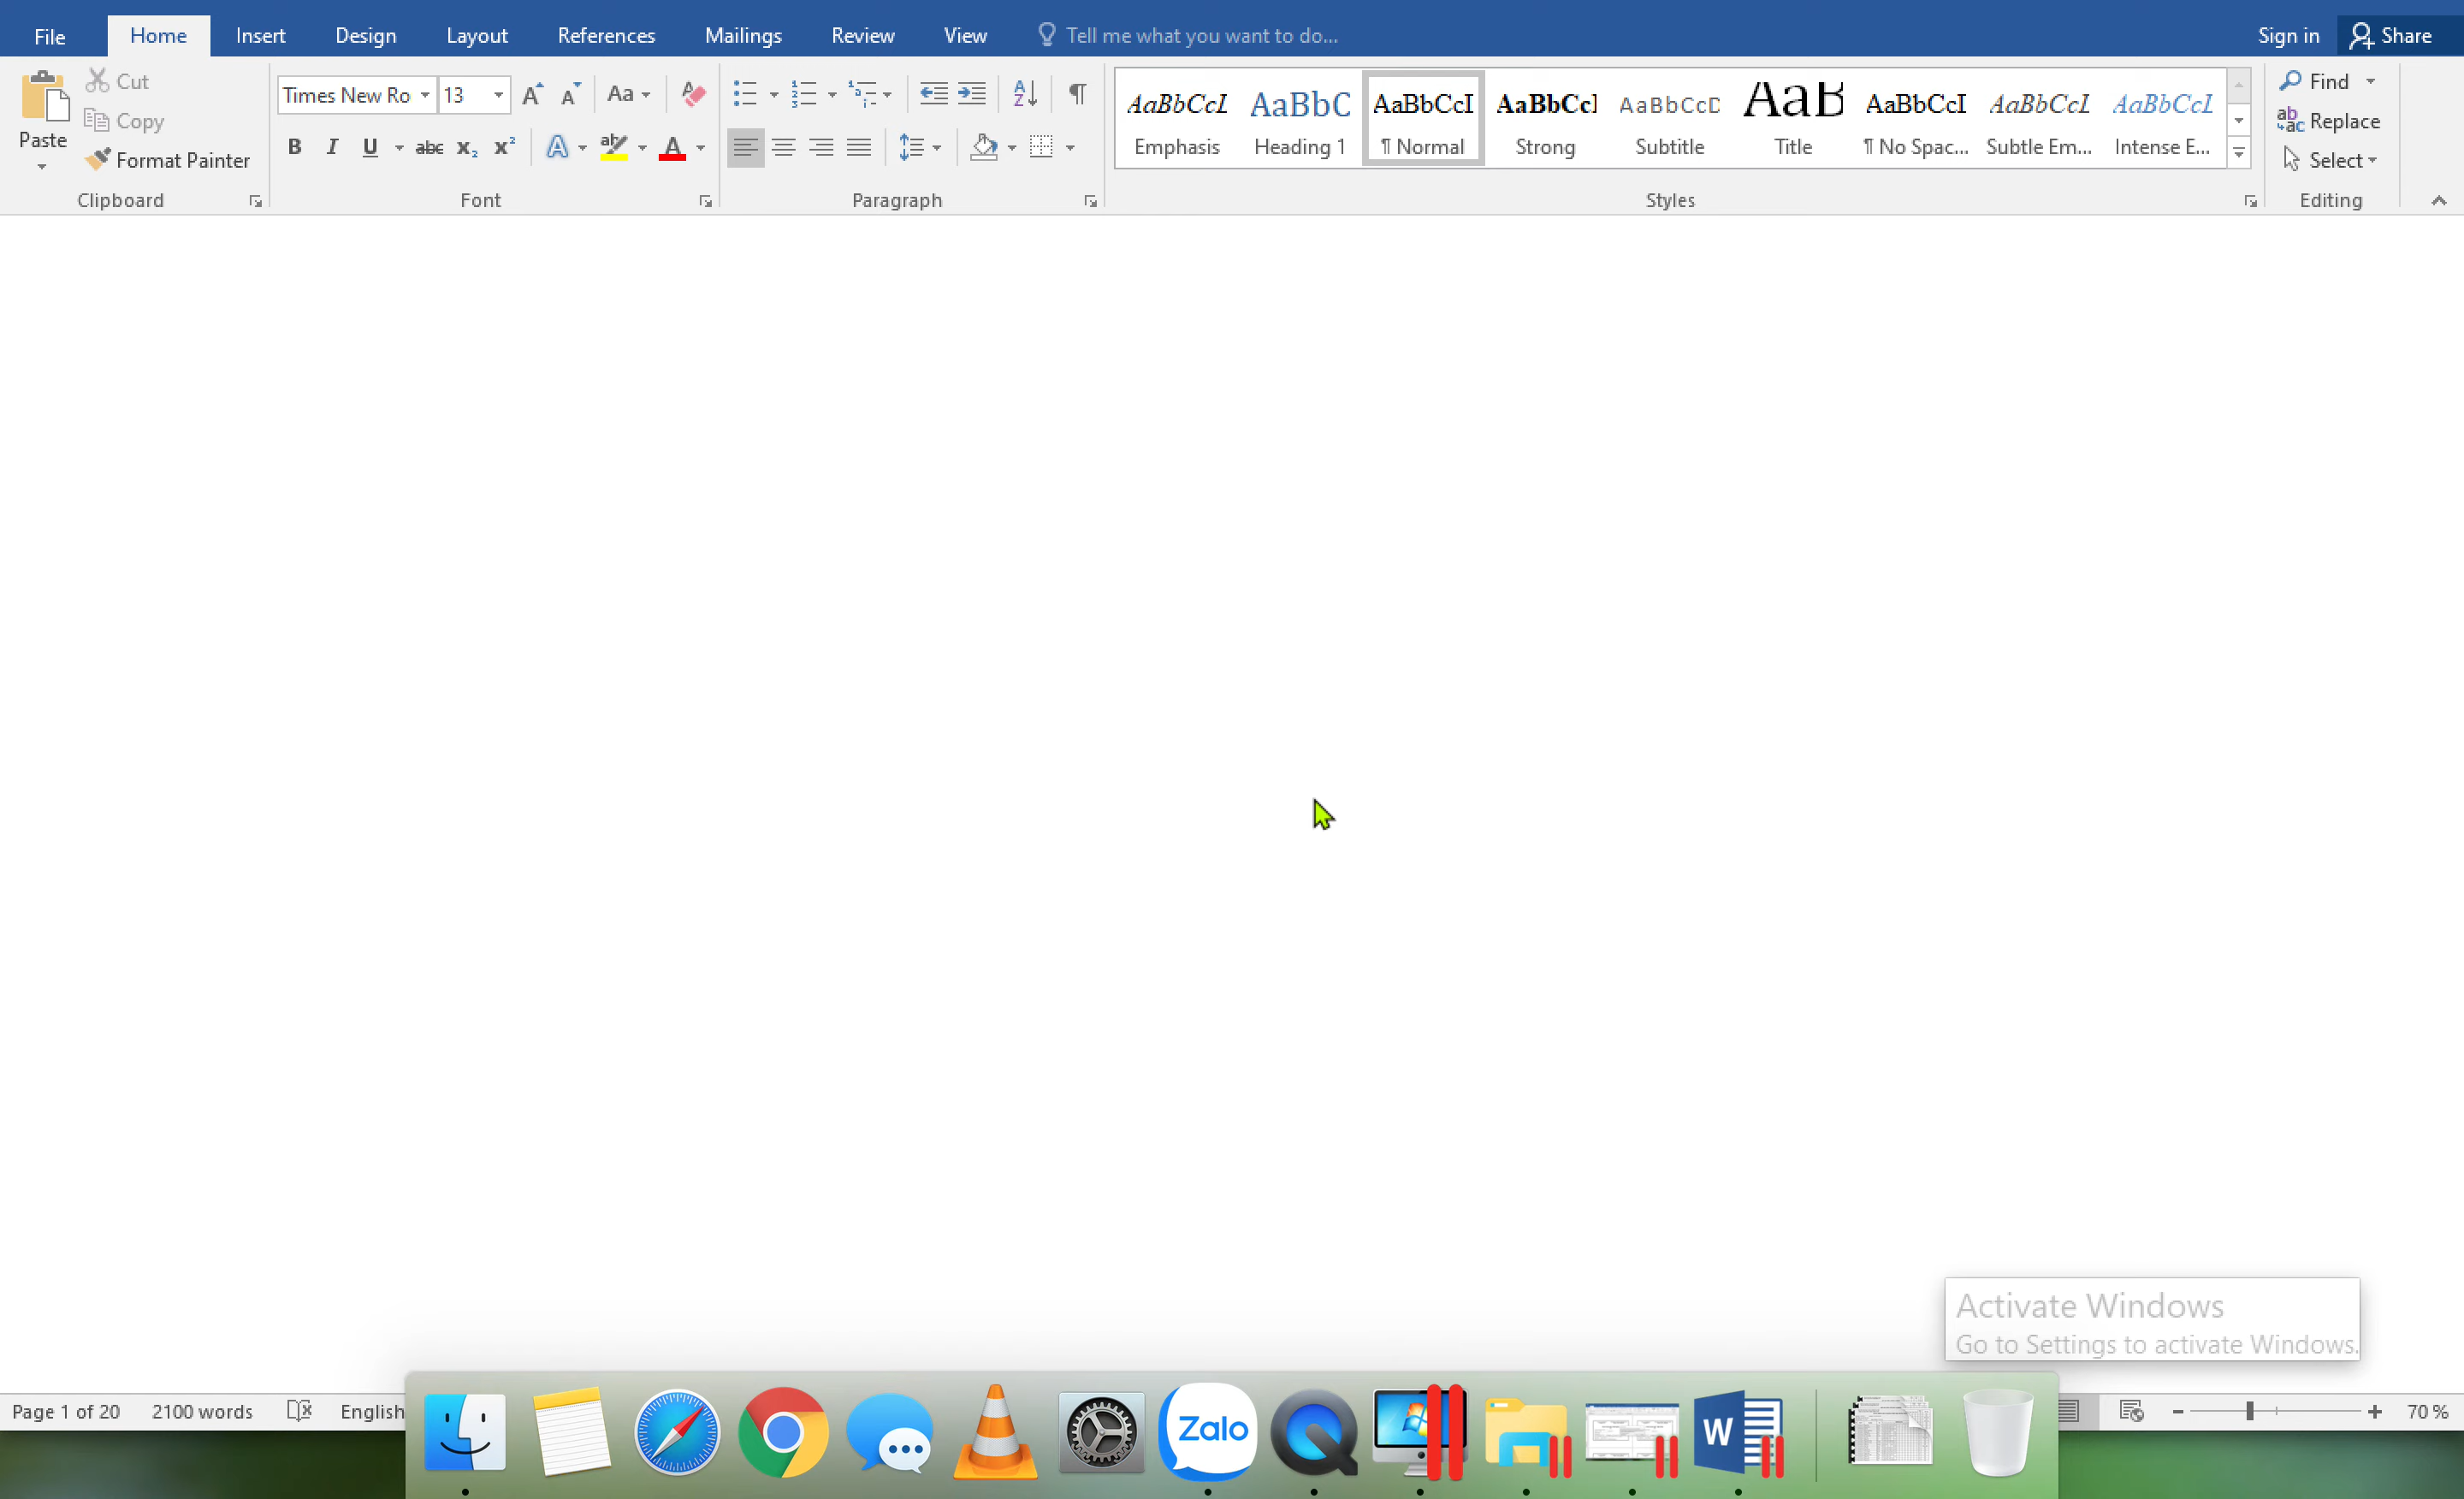 File Home Insert Design Layout References Mailings Review View Tell me what you want to do... Sign in Share
Paste
Cut
Copy
Format Painter
Clipboard
Times New Ro 13 Aa
B I U abc x₂ x² A ab A
Font
Paragraph
AaBbCcI AaBbC AaBbCcI AaBbCcI AaBbCcD AaB AaBbCcI AaBbCcI AaBbCcI
Emphasis Heading 1 ¶ Normal Strong Subtitle Title ¶ No Spac... Subtle Em... Intense E...
Styles
Find
Replace
Select
Editing
Activate Windows
Go to Settings to activate Windows.
Page 1 of 20 2100 words English
Zalo
W
70 %